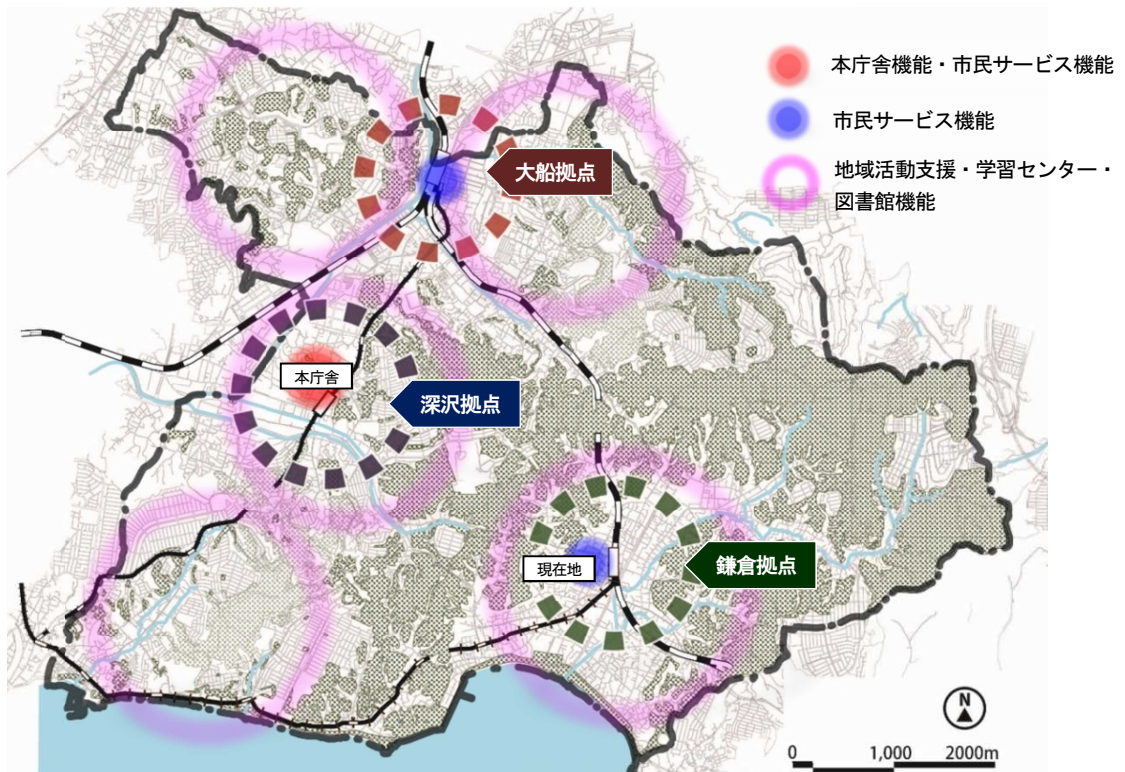 本庁舎機能・市民サービス機能
市民サービス機能
地域活動支援・学習センター・
図書館機能
大船拠点
本庁舎
深沢拠点
現在地
鎌倉拠点
N
0 1,000 2000m